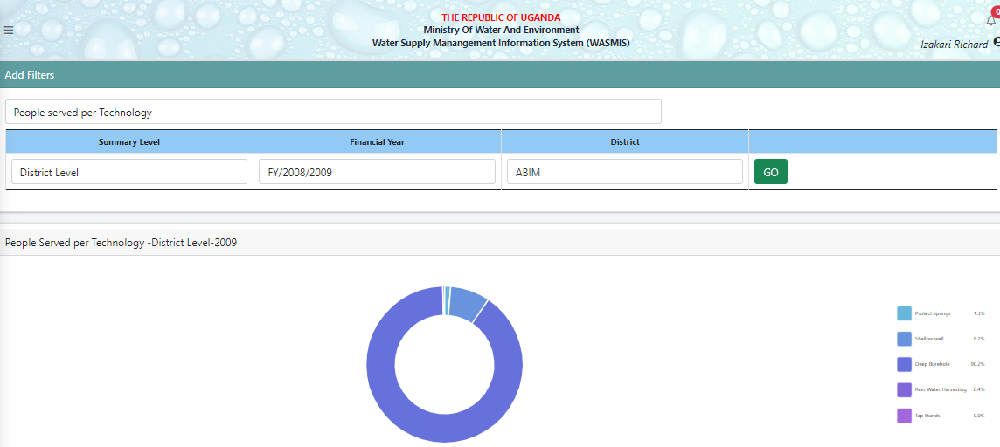 THE REPUBLIC OF UGANDA
Ministry Of Water And Environment
Water Supply Manangement Information System (WASMIS)
0
Izakari Richard
Add Filters
People served per Technology
Summary Level Financial Year District
District Level FY/2008/2009 ABIM GO
People Served per Technology -District Level-2009
Protect Springs 1.3%
Shallow well 8.2%
Deep Borehole 90.2%
Rain Water Harvasting 0.4%
Tap Stands 0.0%